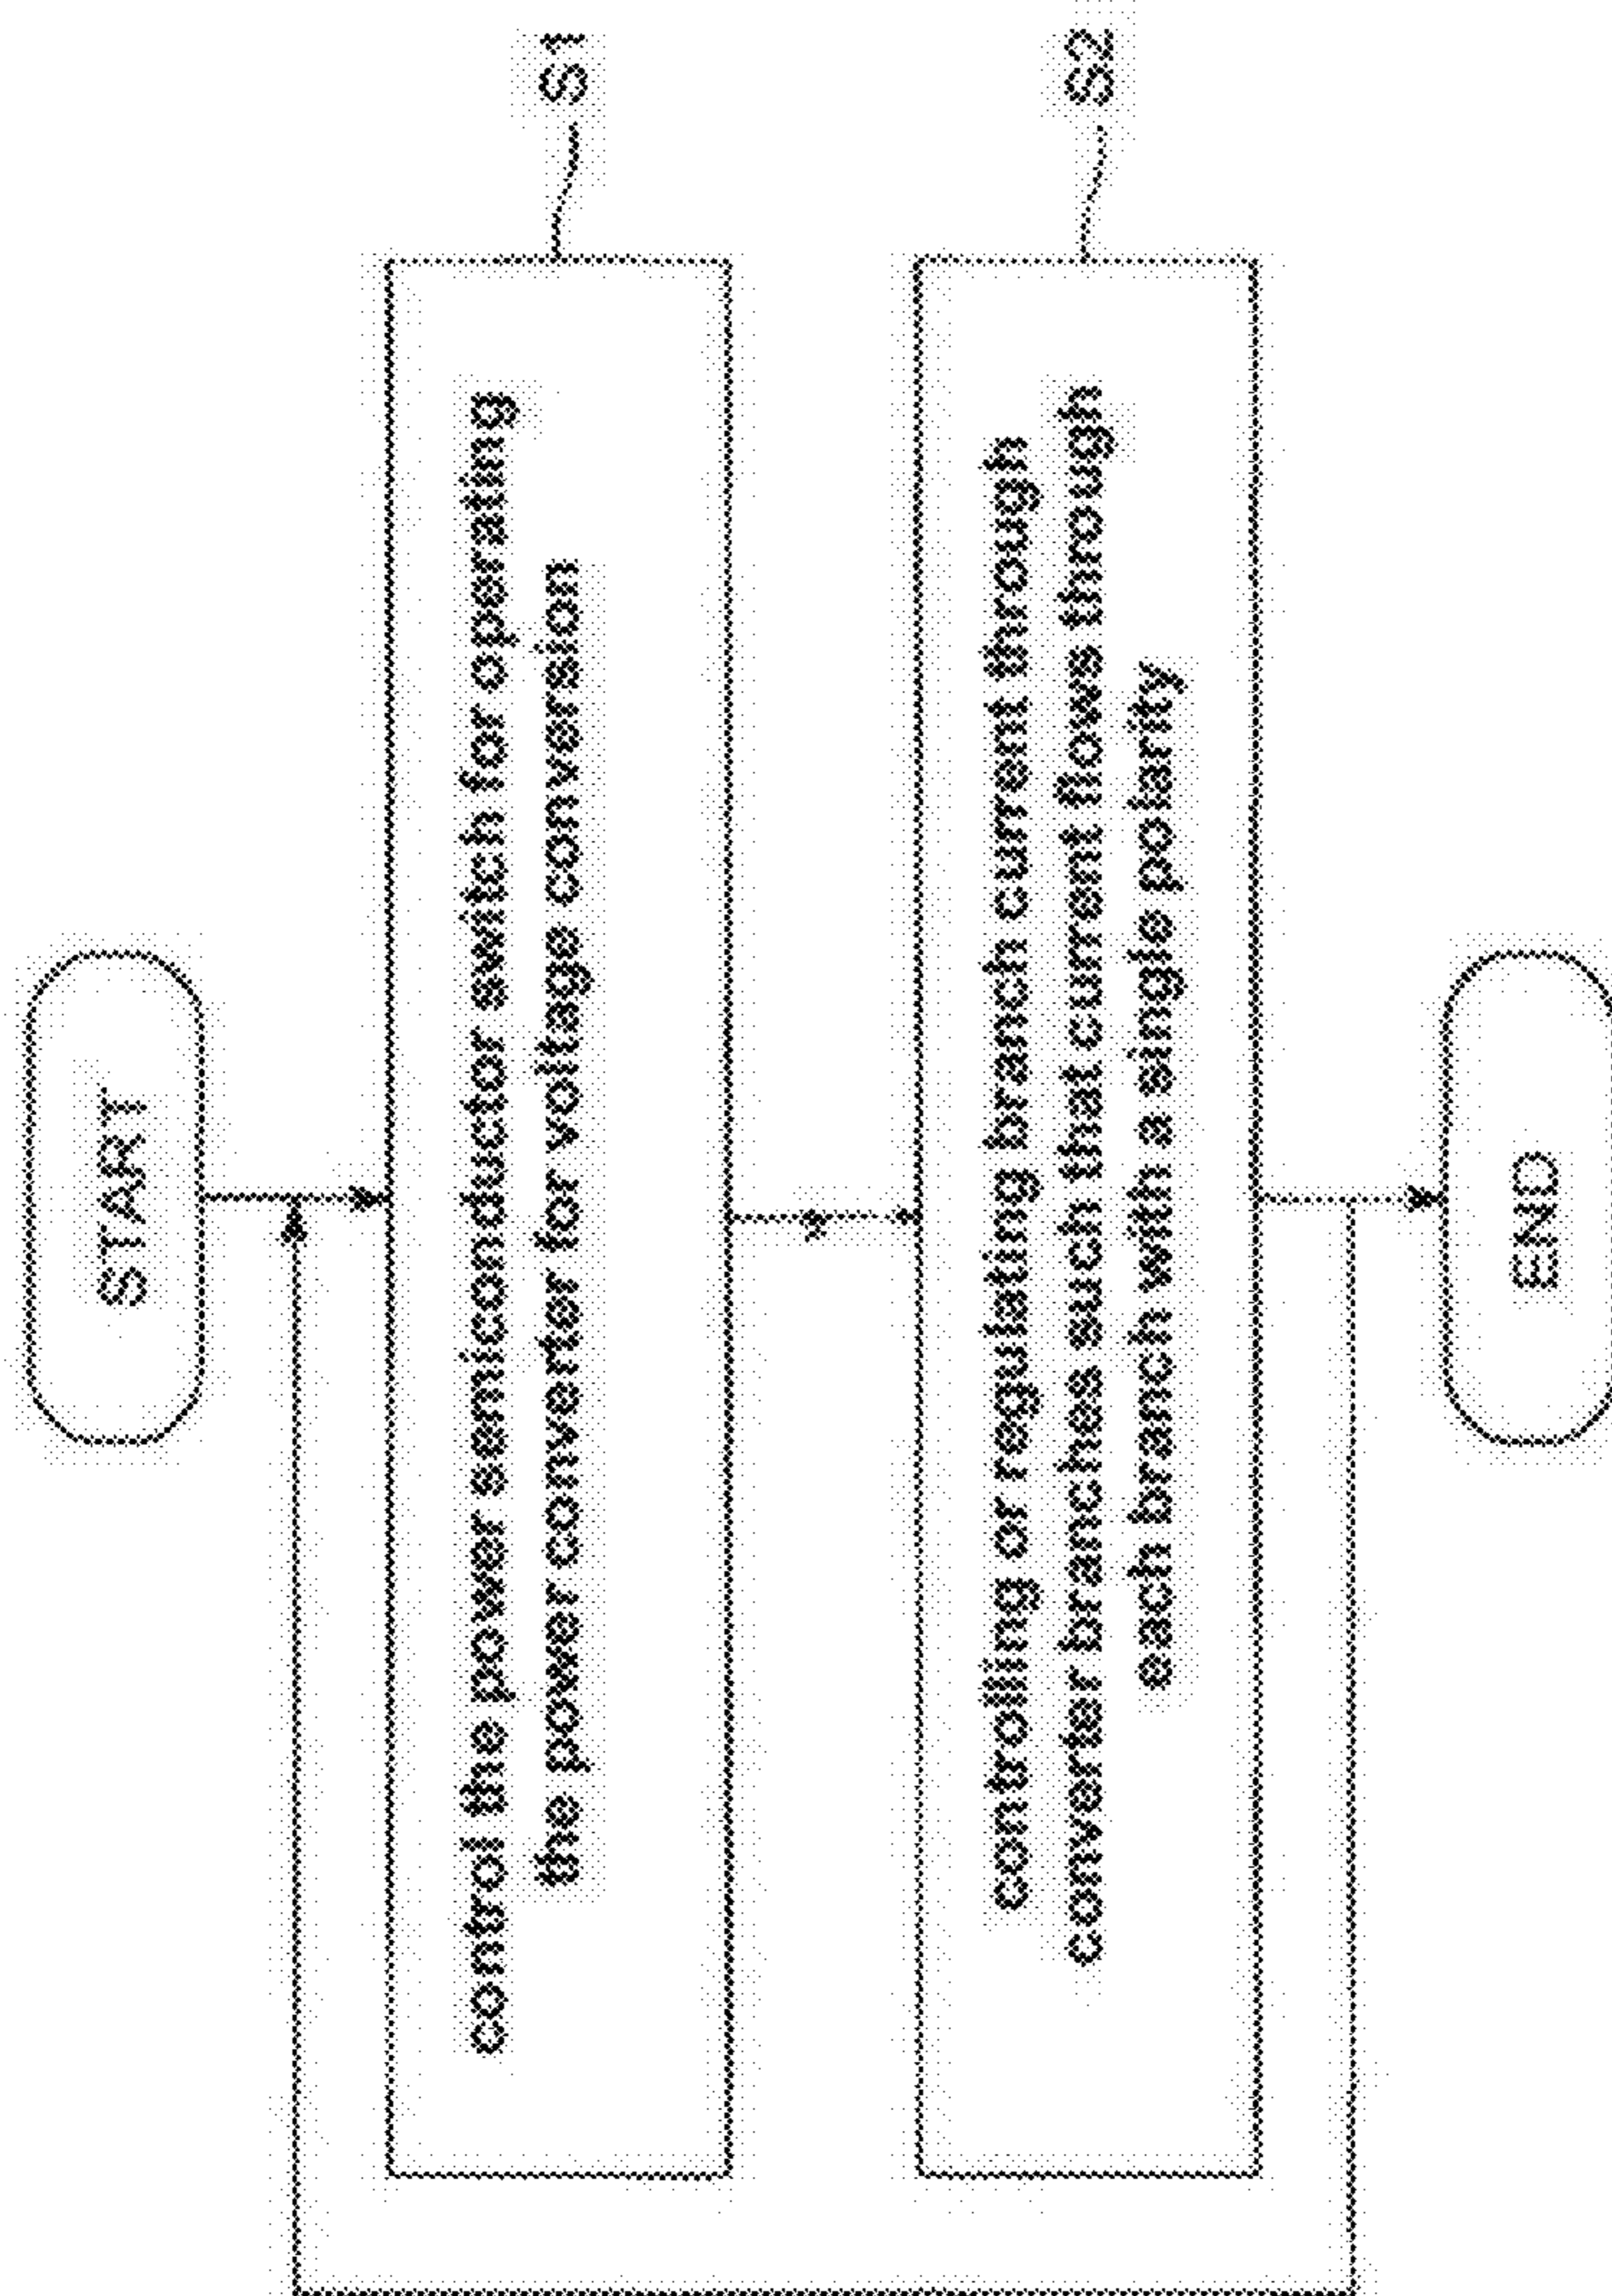 START
control the power semiconductor switch for operating
the power converter for voltage conversion
S1
controlling or regulating branch current through
converter branches such that current flows through
each branch with a single polarity
S2
END